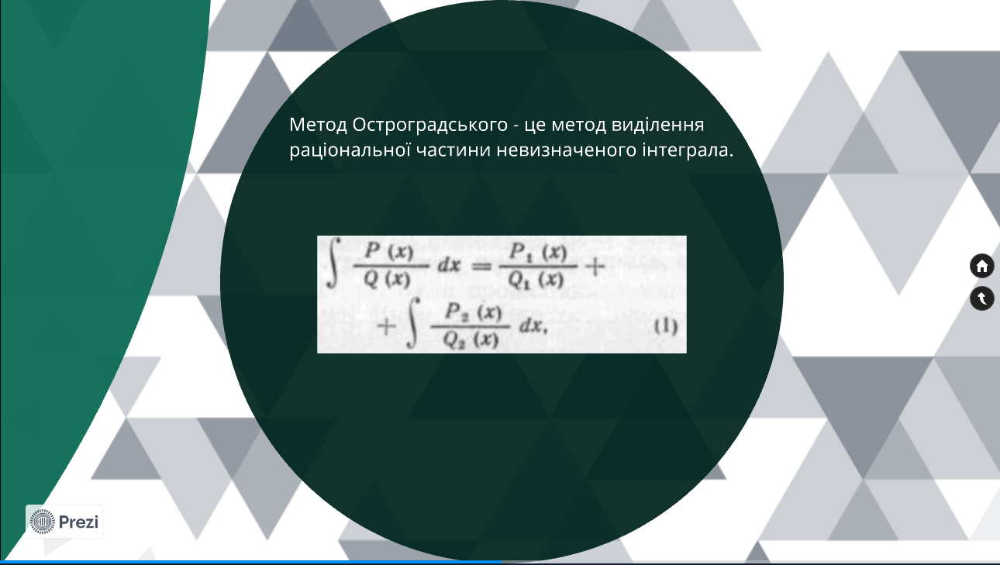 Метод Остроградського - це метод виділення
раціональної частини невизначеного інтеграла.
∫ P (x) / Q (x) dx = P₁ (x) / Q₁ (x) +
+ ∫ P₂ (x) / Q₂ (x) dx, (1)
Prezi